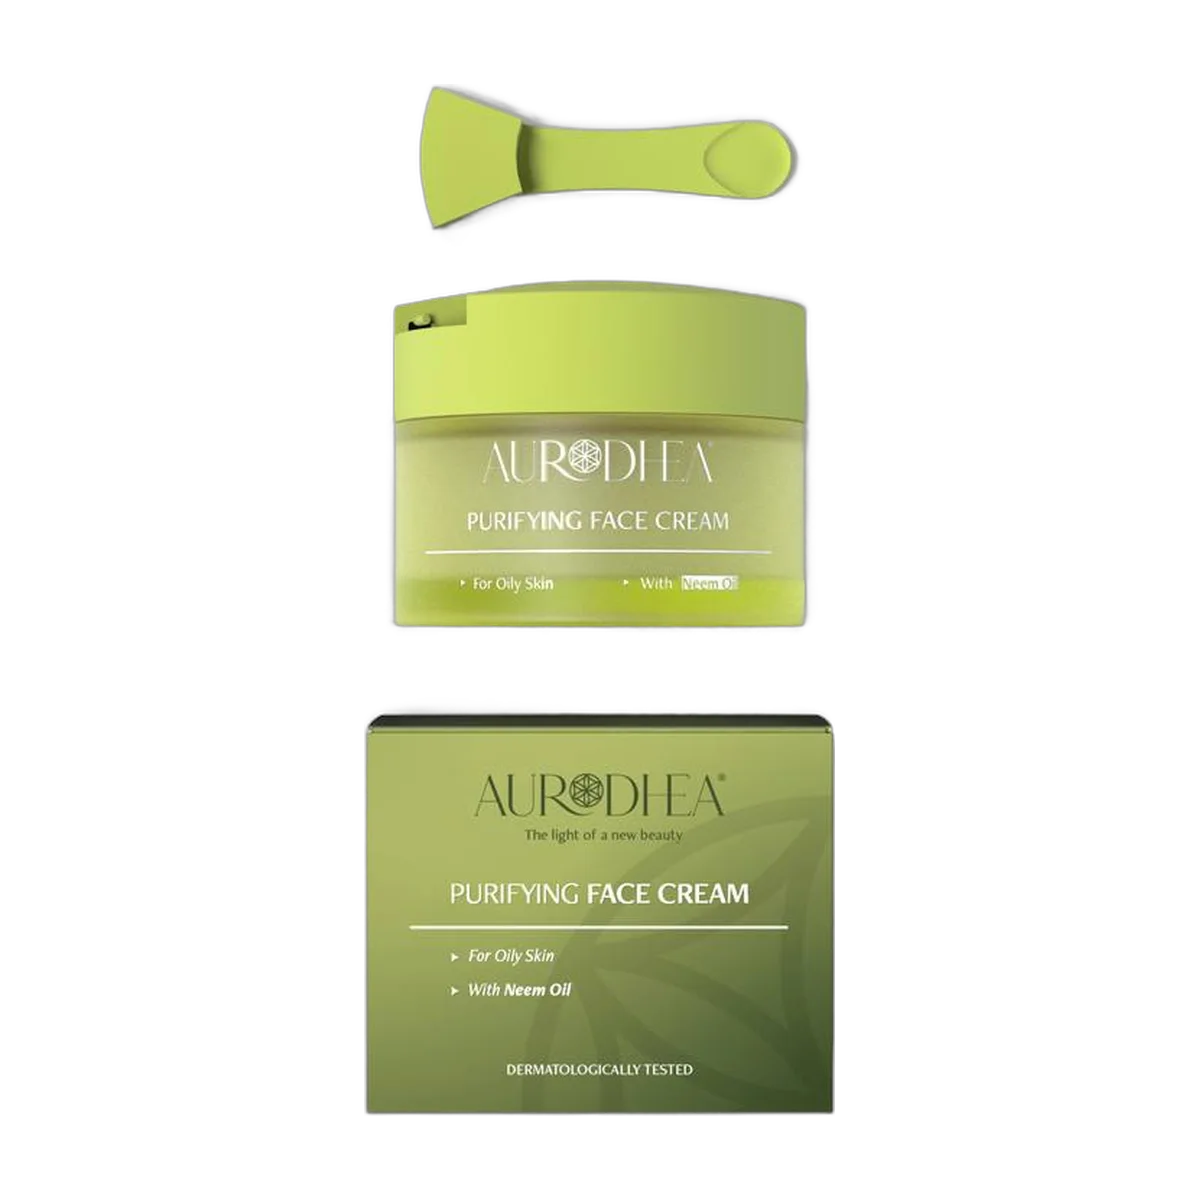 AURODHEA
PURIFYING FACE CREAM
‣ For Oily Skin ‣ With Neem Oil
AURODHEA®
The light of a new beauty
PURIFYING FACE CREAM
➤ For Oily Skin
➤ With Neem Oil
DERMATOLOGICALLY TESTED